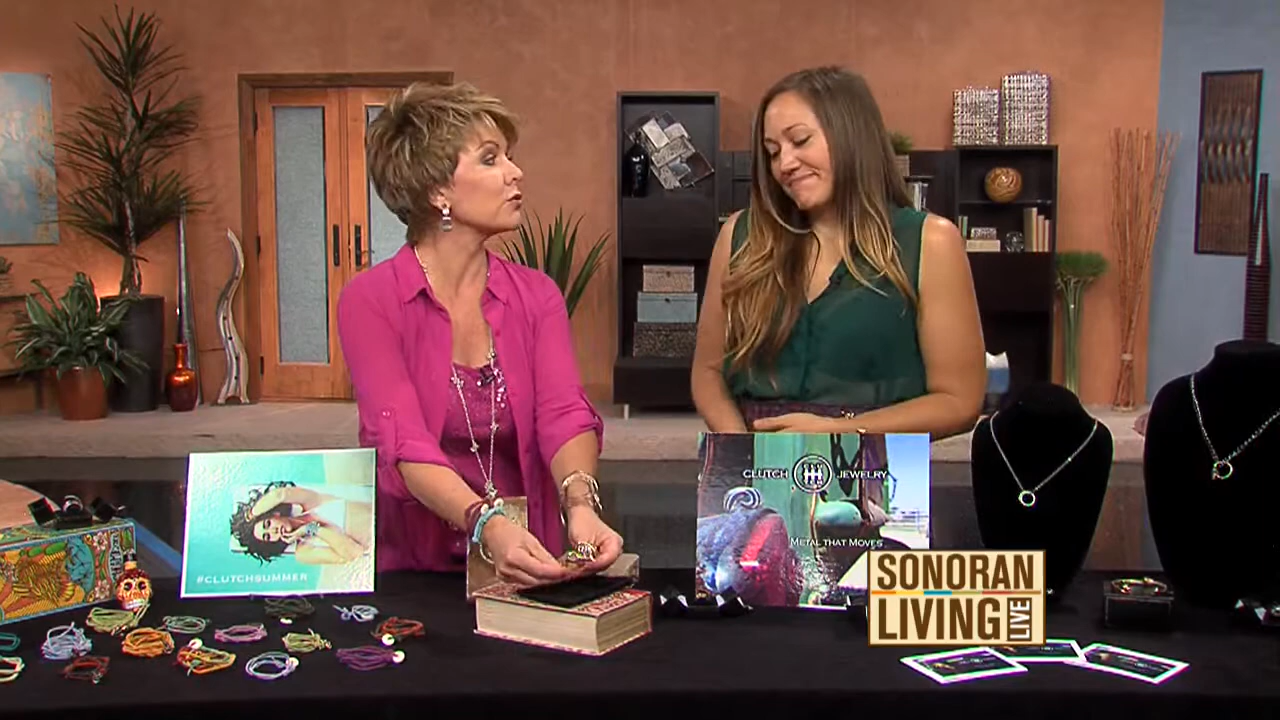 CLUTCH JEWELRY
METAL THAT MOVES
#CLUTCHSUMMER
SONORAN
LIVING LIVE